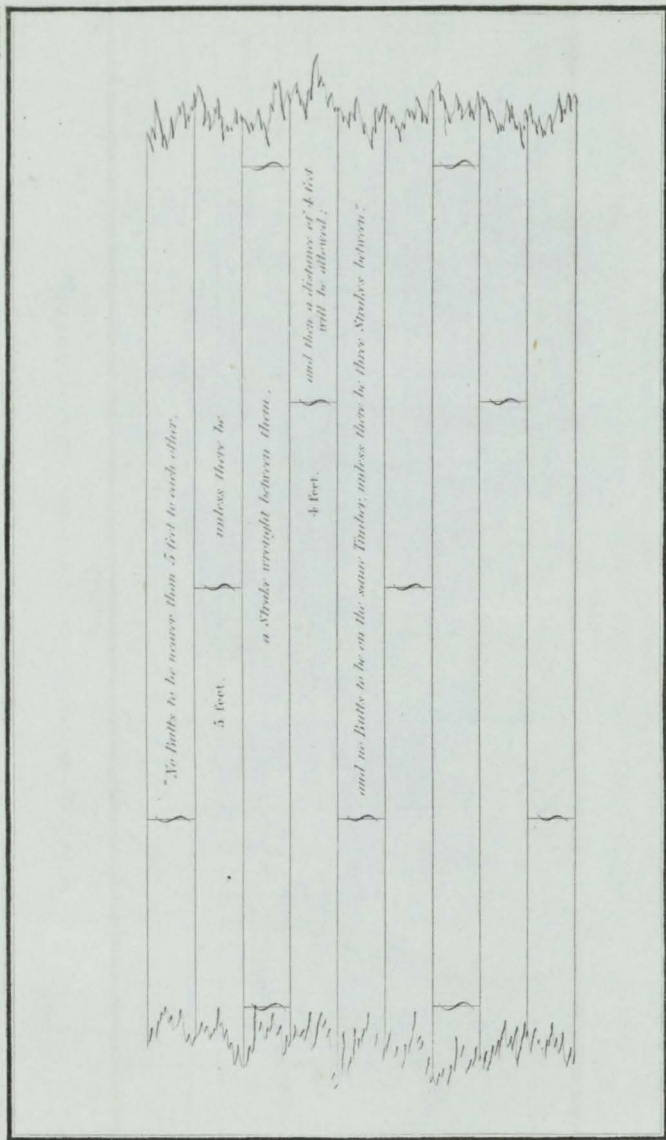 "No Butts to be nearer than 5 feet to each other,
5 feet.
unless there be
a Strake wrought between them,
4 feet.
and then a distance of 4 feet
will be allowed;
and no Butts to be on the same Timber, unless there be three Strakes between."